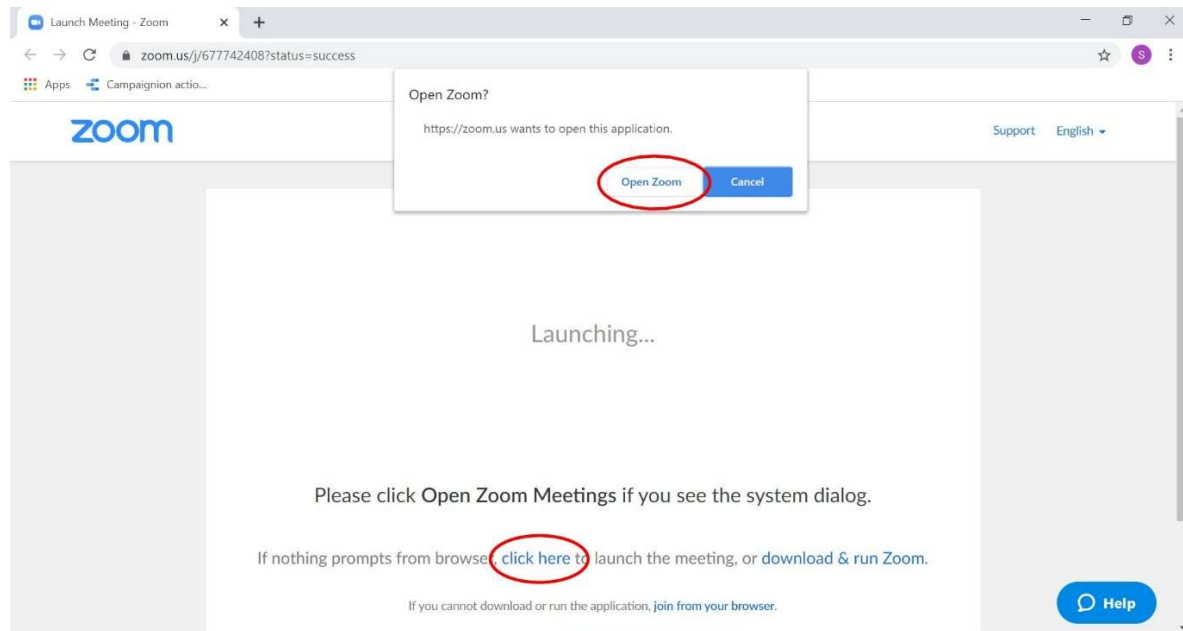 Launch Meeting - Zoom
zoom.us/j/677742408?status=success
S
Apps Campaignion actio...
Open Zoom?
https://zoom.us wants to open this application.
Open Zoom Cancel
zoom
Support English
Launching...
Please click Open Zoom Meetings if you see the system dialog.
If nothing prompts from browser, click here to launch the meeting, or download & run Zoom.
If you cannot download or run the application, join from your browser.
Help